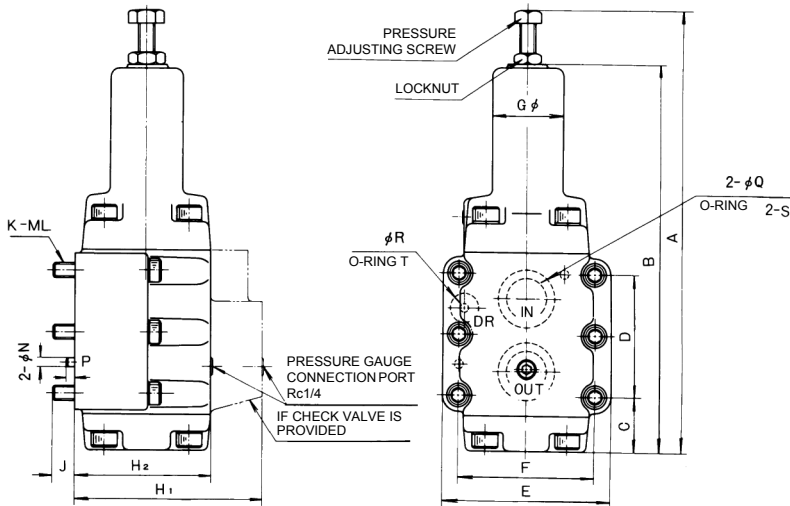 PRESSURE
ADJUSTING SCREW
LOCKNUT
Gφ
A
B
2-φQ
O-RING 2-S
K-ML
φR
O-RING T
IN
DR
D
2-φN
P
PRESSURE GAUGE
CONNECTION PORT
Rc1/4
OUT
IF CHECK VALVE IS
PROVIDED
C
J
H2
F
H1
E